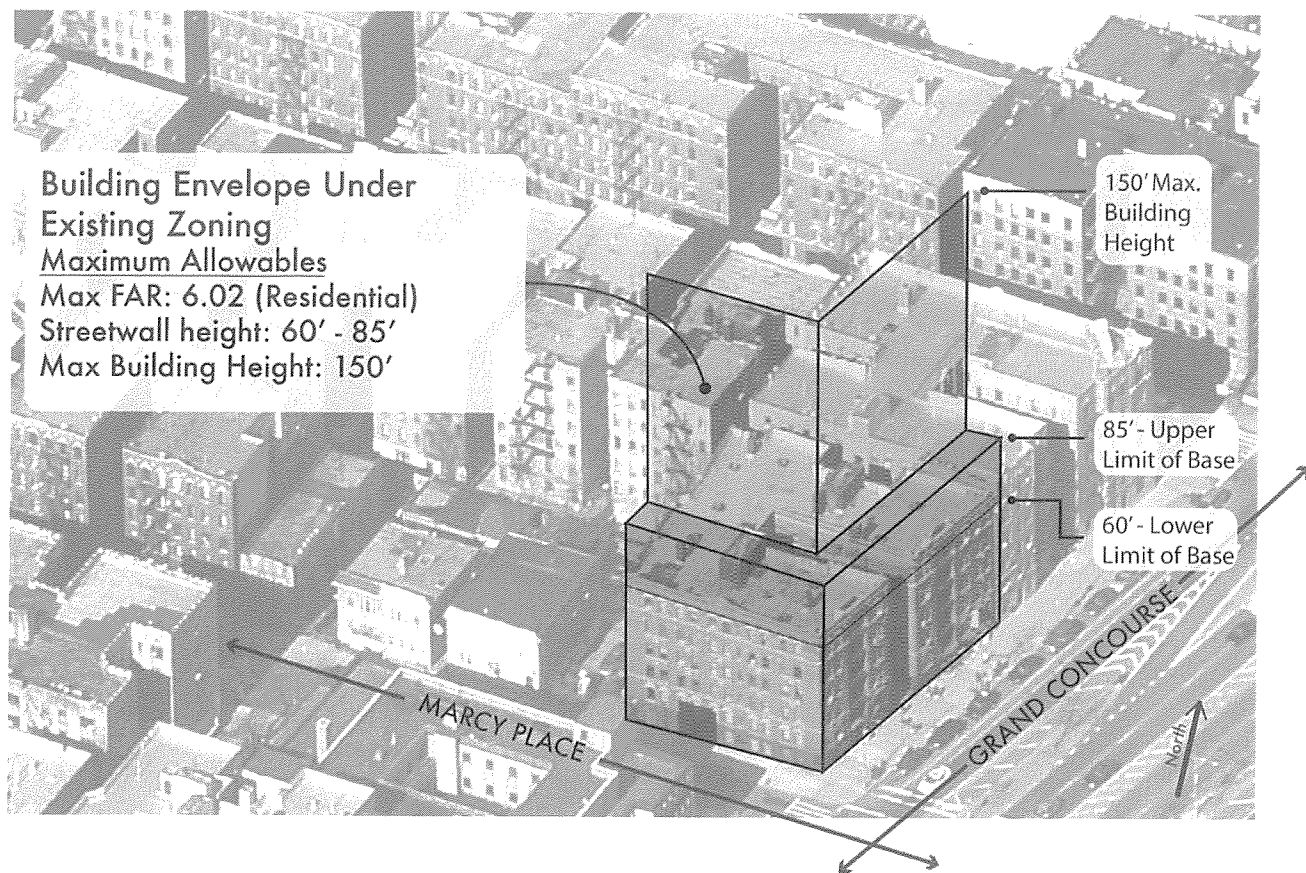 Building Envelope Under
Existing Zoning
Maximum Allowables
Max FAR: 6.02 (Residential)
Streetwall height: 60' - 85'
Max Building Height: 150'
150' Max.
Building
Height
85' - Upper
Limit of Base
60' - Lower
Limit of Base
MARCY PLACE
GRAND CONCOURSE
North